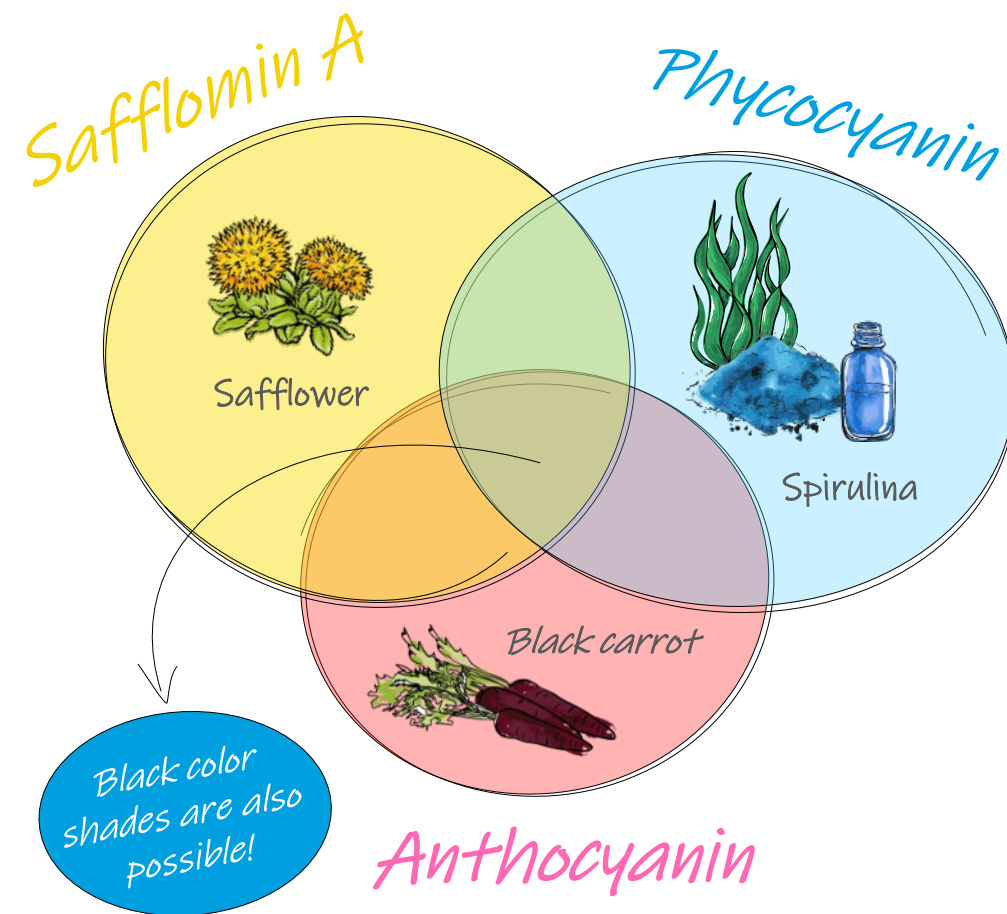 Safflomin A
Phycocyanin
Safflower
Spirulina
Black carrot
Black color
shades are also
possible!
Anthocyanin